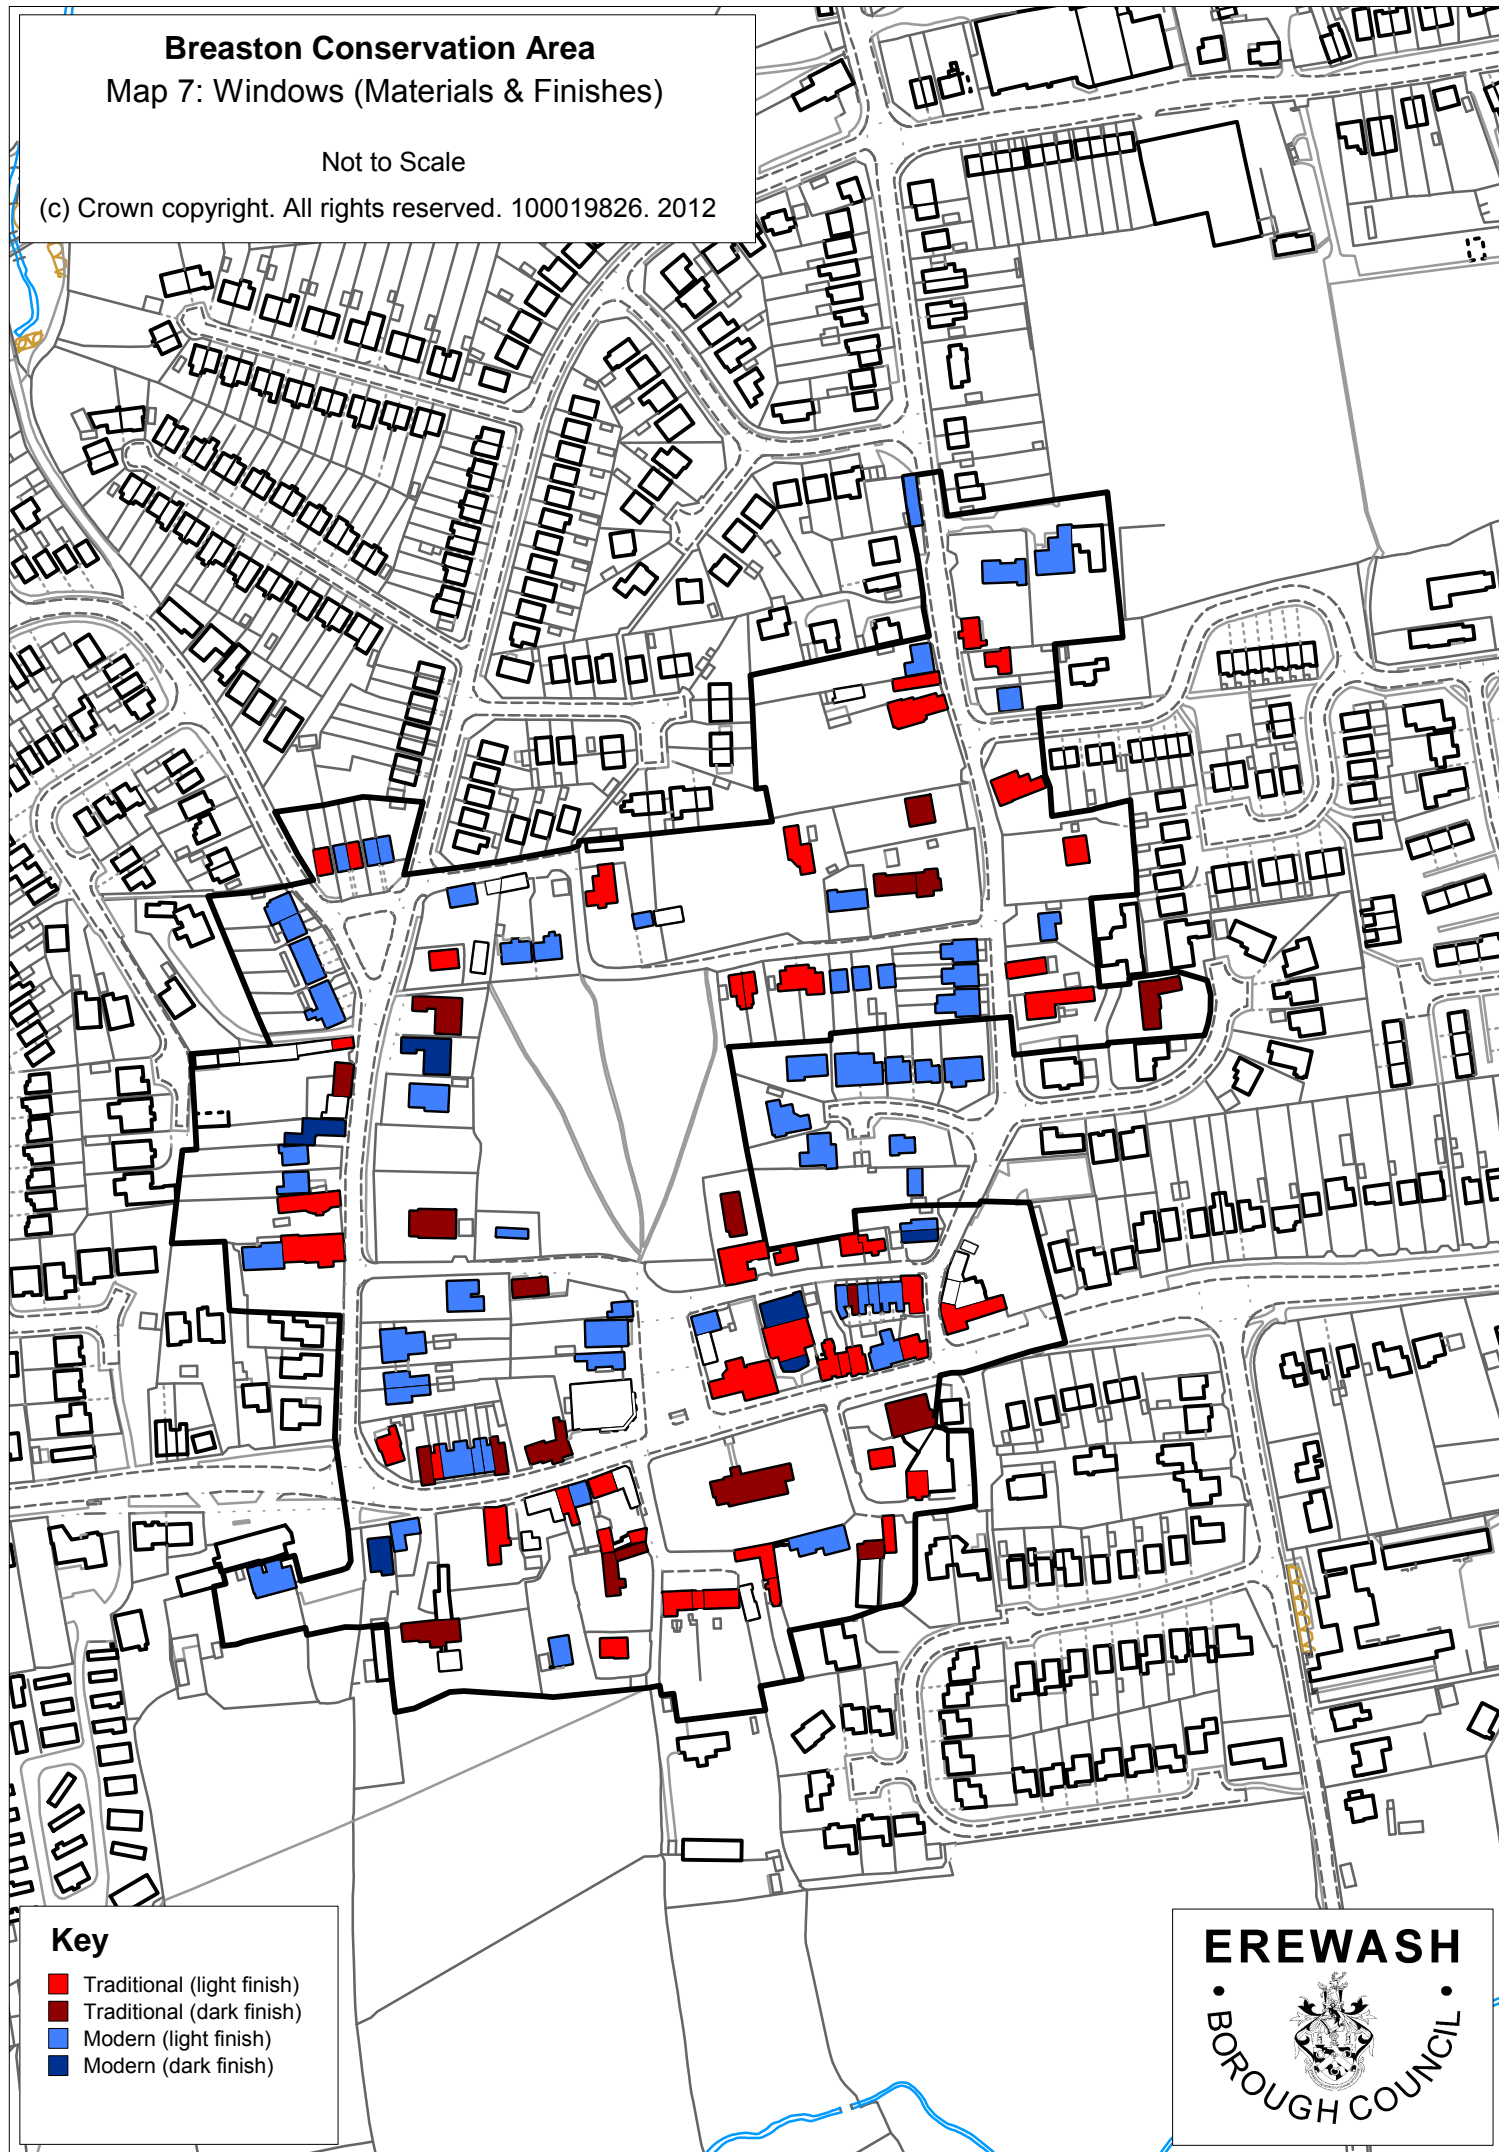 Breaston Conservation Area
Map 7: Windows (Materials & Finishes)
Not to Scale
(c) Crown copyright. All rights reserved. 100019826. 2012
Key
Traditional (light finish)
Traditional (dark finish)
Modern (light finish)
Modern (dark finish)
EREWASH
• BOROUGH COUNCIL •